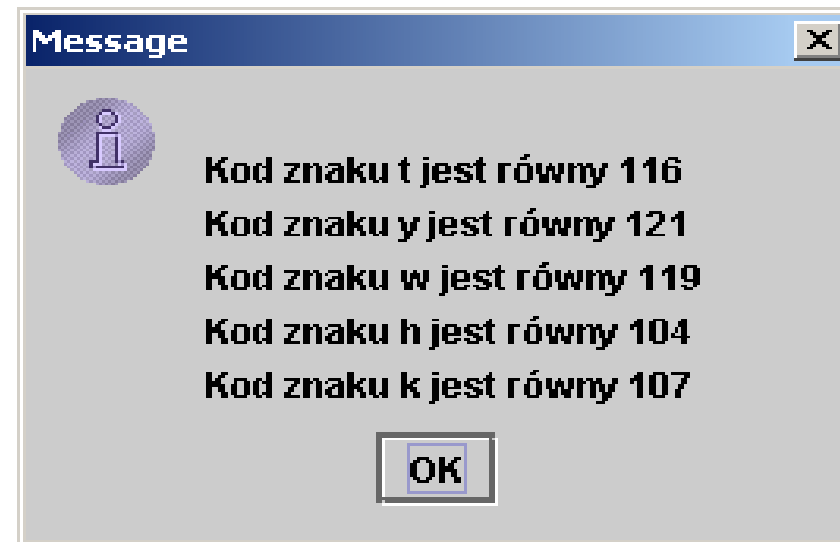 Message
Kod znaku t jest równy 116
Kod znaku y jest równy 121
Kod znaku w jest równy 119
Kod znaku h jest równy 104
Kod znaku k jest równy 107
OK